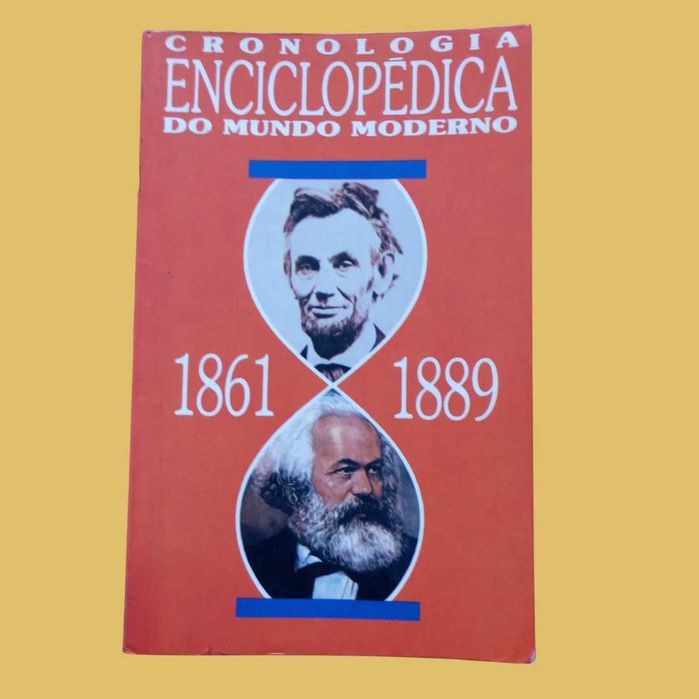 CRONOLOGIA
ENCICLOPÉDICA
DO MUNDO MODERNO
1861 1889